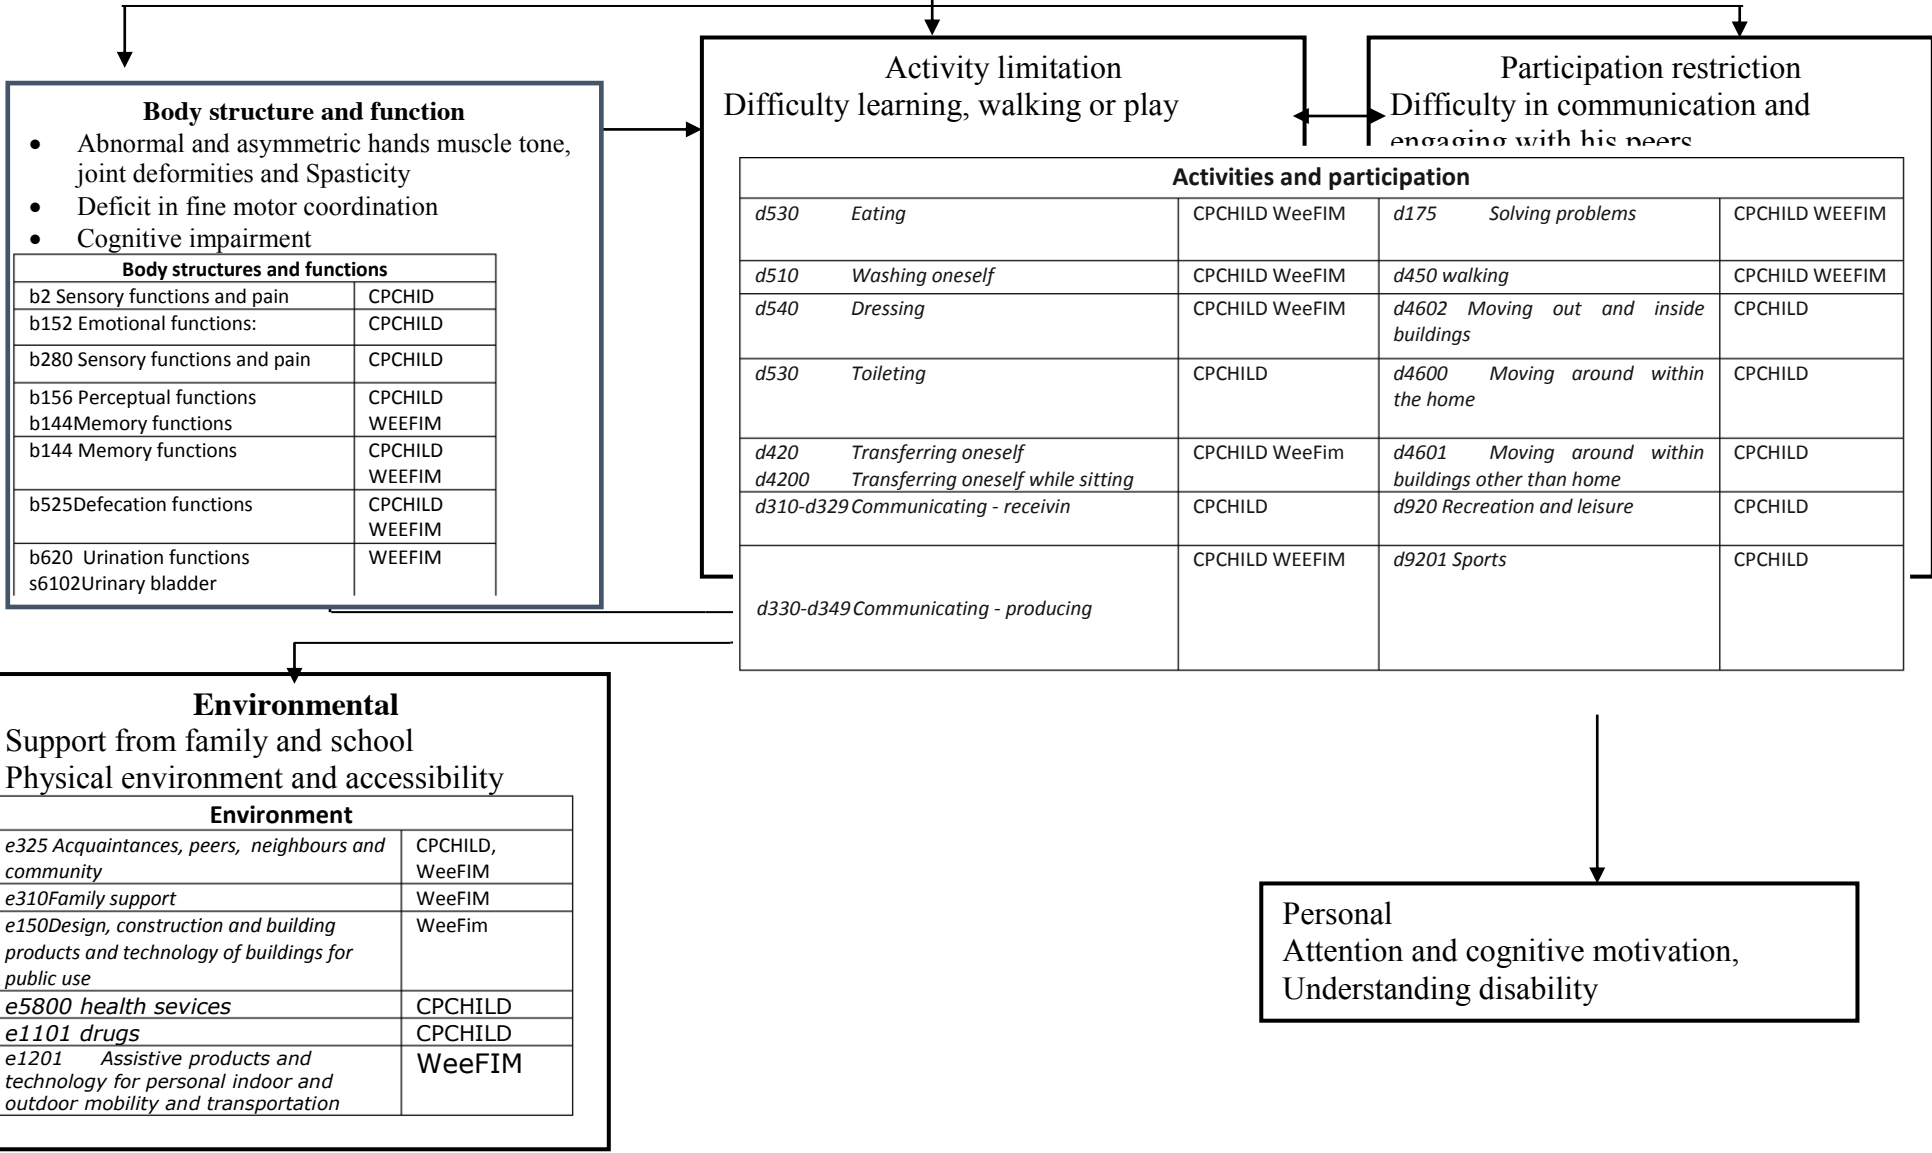 Body structure and function
• Abnormal and asymmetric hands muscle tone,
joint deformities and Spasticity
• Deficit in fine motor coordination
• Cognitive impairment
Body structures and functions
b2 Sensory functions and pain CPCHID
b152 Emotional functions: CPCHILD
b280 Sensory functions and pain CPCHILD
b156 Perceptual functions CPCHILD
b144Memory functions WEEFIM
b144 Memory functions CPCHILD
WEEFIM
b525Defecation functions CPCHILD
WEEFIM
b620 Urination functions WEEFIM
s6102Urinary bladder
Activity limitation
Difficulty learning, walking or play
Participation restriction
Difficulty in communication and
engaging with his peers
Activities and participation
d530 Eating CPCHILD WeeFIM d175 Solving problems CPCHILD WEEFIM
d510 Washing oneself CPCHILD WeeFIM d450 walking CPCHILD WEEFIM
d540 Dressing CPCHILD WeeFIM d4602 Moving out and inside CPCHILD
buildings
d530 Toileting CPCHILD d4600 Moving around within CPCHILD
the home
d420 Transferring oneself CPCHILD WeeFim d4601 Moving around within CPCHILD
d4200 Transferring oneself while sitting buildings other than home
d310-d329 Communicating - receivin CPCHILD d920 Recreation and leisure CPCHILD
CPCHILD WEEFIM d9201 Sports CPCHILD
d330-d349 Communicating - producing
Environmental
Support from family and school
Physical environment and accessibility
Environment
e325 Acquaintances, peers, neighbours and CPCHILD,
community WeeFIM
e310Family support WeeFIM
e150Design, construction and building WeeFim
products and technology of buildings for
public use
e5800 health sevices CPCHILD
e1101 drugs CPCHILD
e1201 Assistive products and WeeFIM
technology for personal indoor and
outdoor mobility and transportation
Personal
Attention and cognitive motivation,
Understanding disability